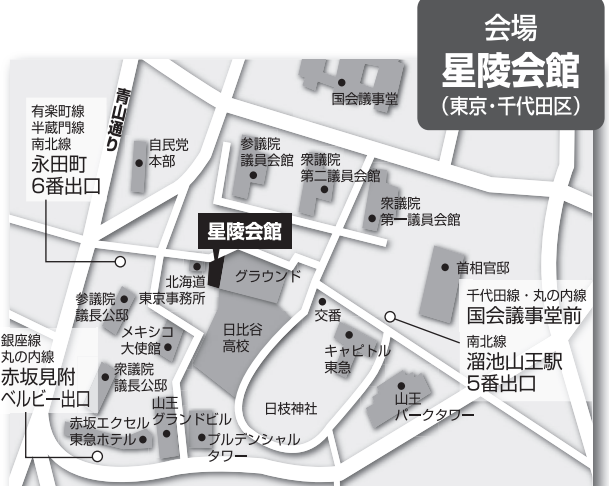 会場
星陵会館
（東京・千代田区）
国会議事堂
有楽町線
半蔵門線
南北線
永田町
6番出口
青山通り
自民党
本部
参議院
議員会館
衆議院
第二議員会館
衆議院
第一議員会館
星陵会館
北海道
東京事務所
グラウンド
首相官邸
千代田線・丸の内線
国会議事堂前
南北線
溜池山王駅
5番出口
参議院
議長公邸
交番
メキシコ
大使館
日比谷
高校
キャピトル
東急
銀座線
丸の内線
赤坂見附
ベルビー出口
衆議院
議長公邸
日枝神社
山王
パークタワー
山王
グランドビル
赤坂エクセル
東急ホテル
プルデンシャル
タワー